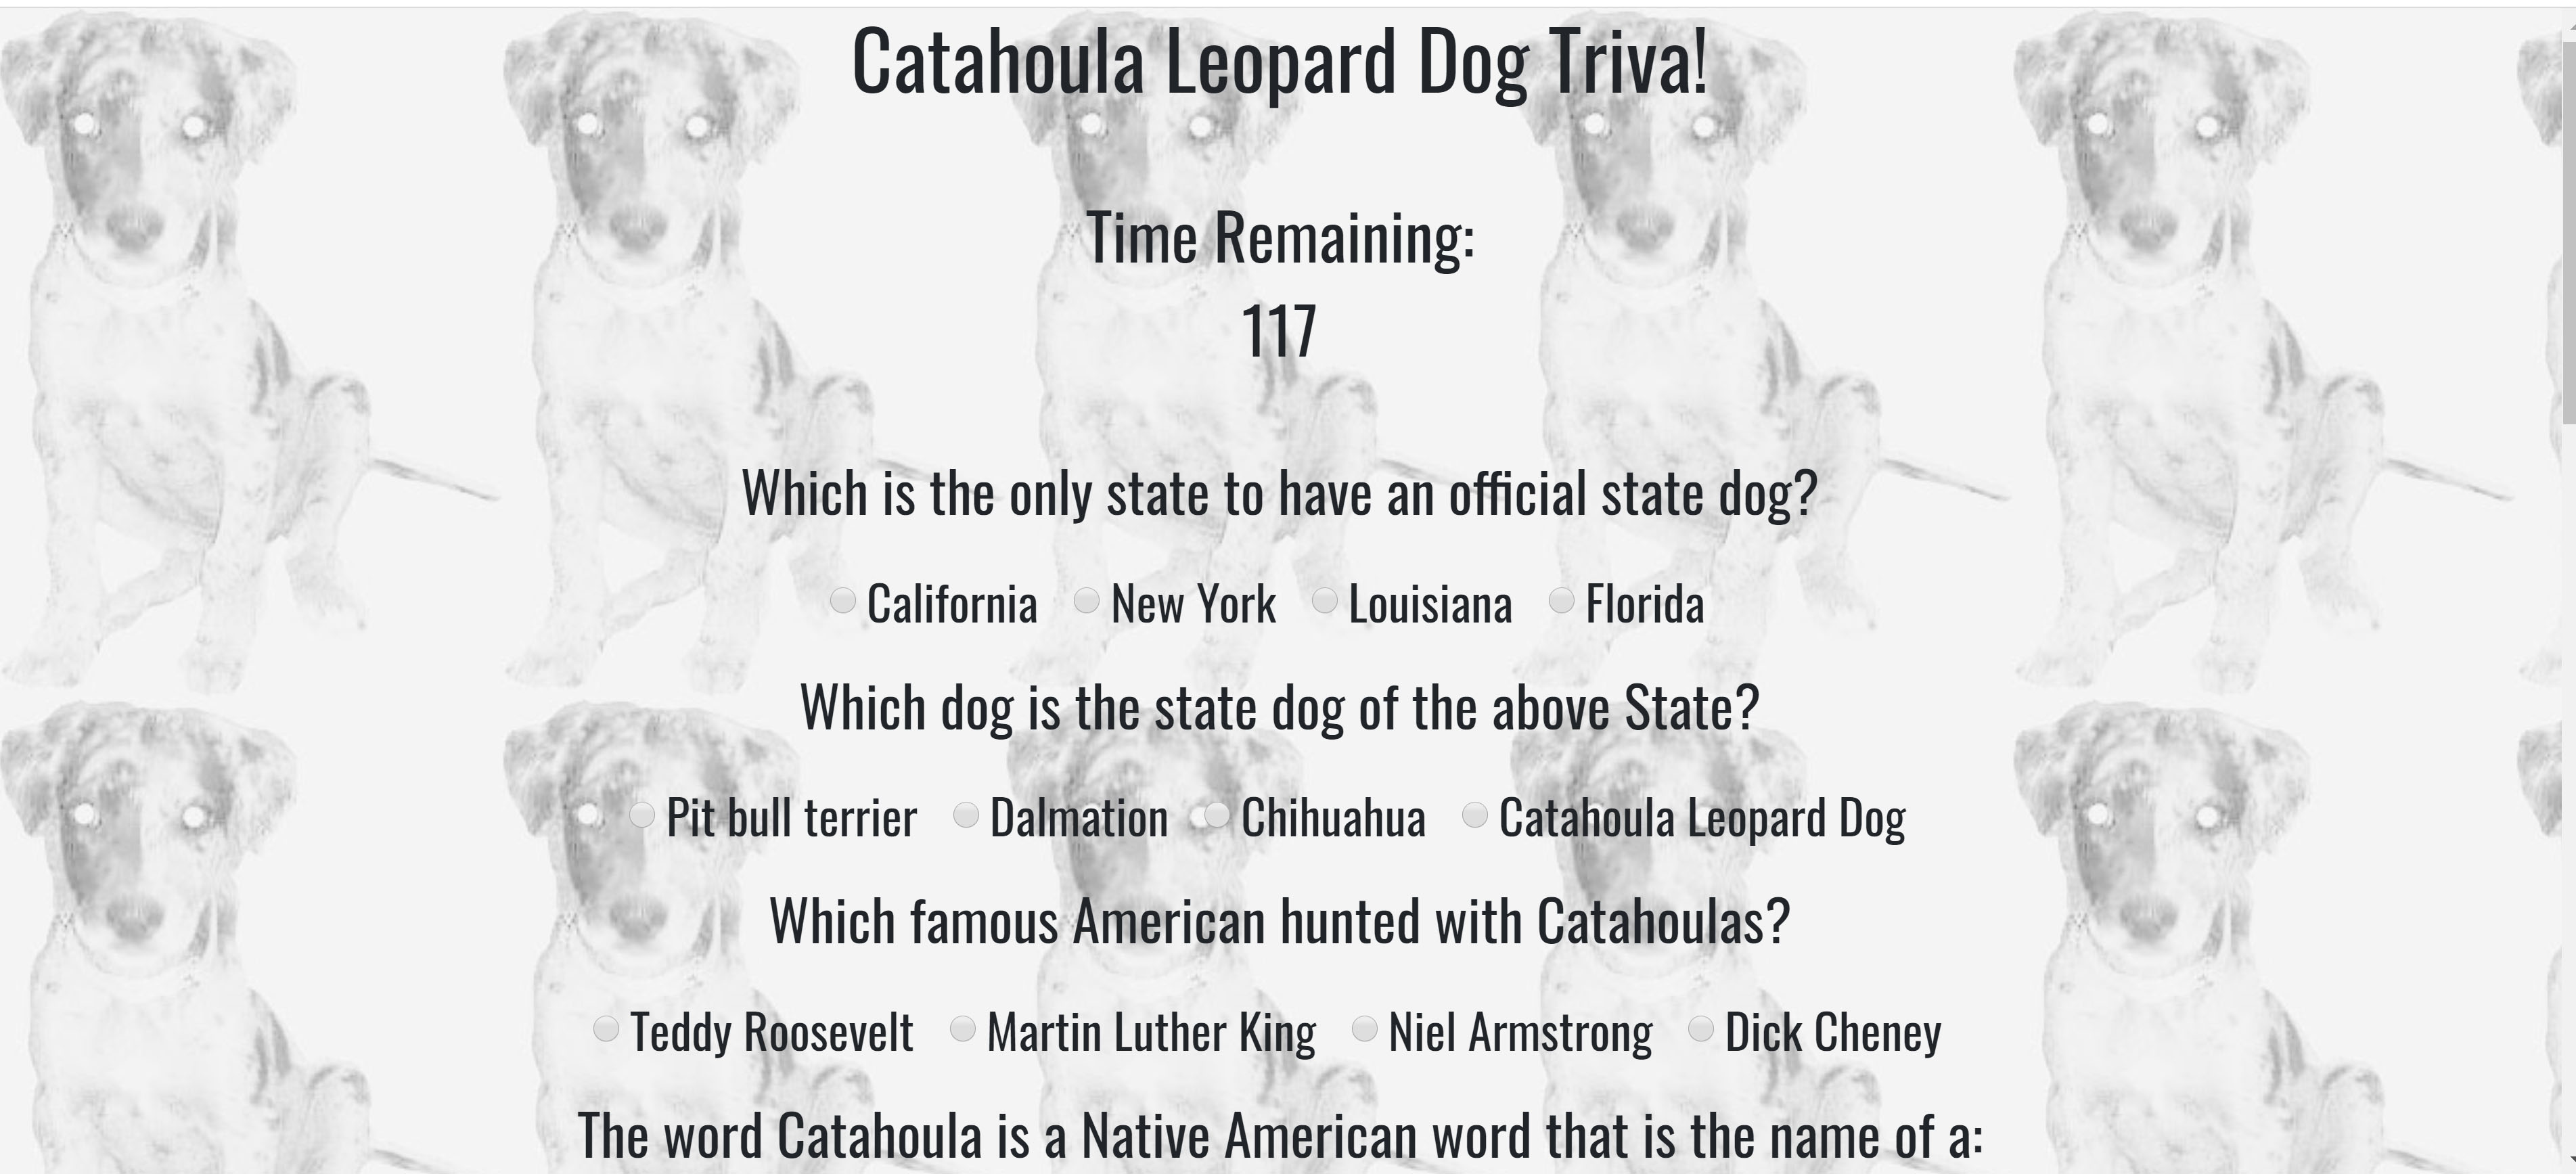 Catahoula Leopard Dog Triva!
Time Remaining:
117
Which is the only state to have an official state dog?
California New York Louisiana Florida
Which dog is the state dog of the above State?
Pit bull terrier Dalmation Chihuahua Catahoula Leopard Dog
Which famous American hunted with Catahoulas?
Teddy Roosevelt Martin Luther King Niel Armstrong Dick Cheney
The word Catahoula is a Native American word that is the name of a: